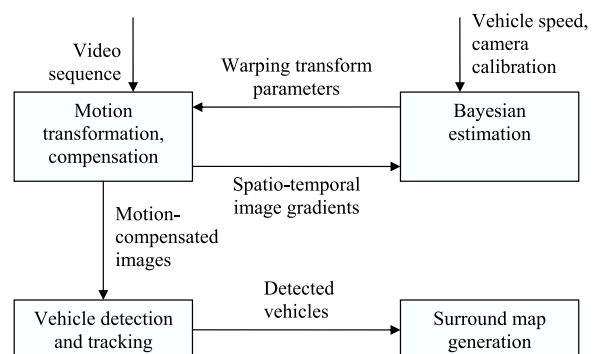 Video
sequence
Vehicle speed,
camera
calibration
Warping transform
parameters
Motion
transformation,
compensation
Bayesian
estimation
Spatio-temporal
image gradients
Motion-
compensated
images
Detected
vehicles
Vehicle detection
and tracking
Surround map
generation